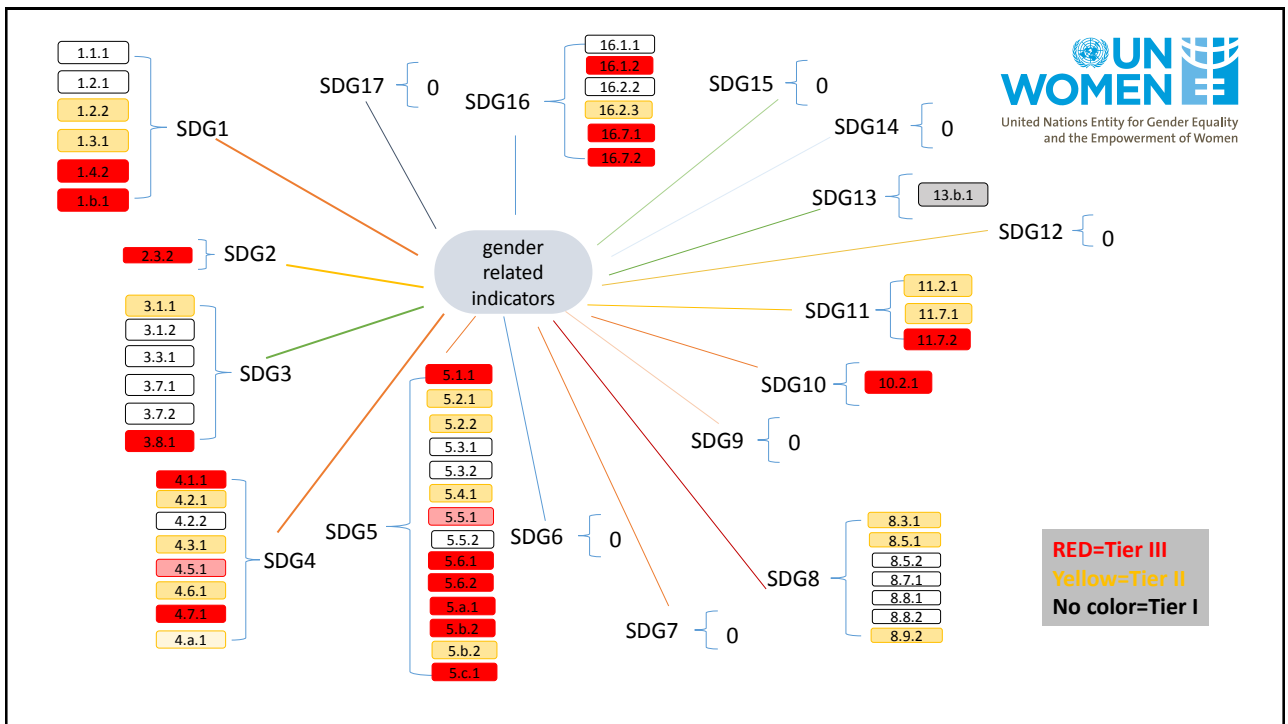 1.1.1
1.2.1
1.2.2
1.3.1
1.4.2
1.b.1
SDG1
SDG17
0
SDG16
16.1.1
16.1.2
16.2.2
16.2.3
16.7.1
16.7.2
SDG15
0
SDG14
0
UN
WOMEN
United Nations Entity for Gender Equality
and the Empowerment of Women
SDG13
13.b.1
SDG12
0
gender
related
indicators
2.3.2
SDG2
3.1.1
3.1.2
3.3.1
3.7.1
3.7.2
3.8.1
SDG3
SDG11
11.2.1
11.7.1
11.7.2
SDG10
10.2.1
SDG9
0
4.1.1
4.2.1
4.2.2
4.3.1
4.5.1
4.6.1
4.7.1
4.a.1
SDG4
SDG5
5.1.1
5.2.1
5.2.2
5.3.1
5.3.2
5.4.1
5.5.1
5.5.2
5.6.1
5.6.2
5.a.1
5.b.2
5.b.2
5.c.1
SDG6
0
SDG7
0
SDG8
8.3.1
8.5.1
8.5.2
8.7.1
8.8.1
8.8.2
8.9.2
RED=Tier III
Yellow=Tier II
No color=Tier I